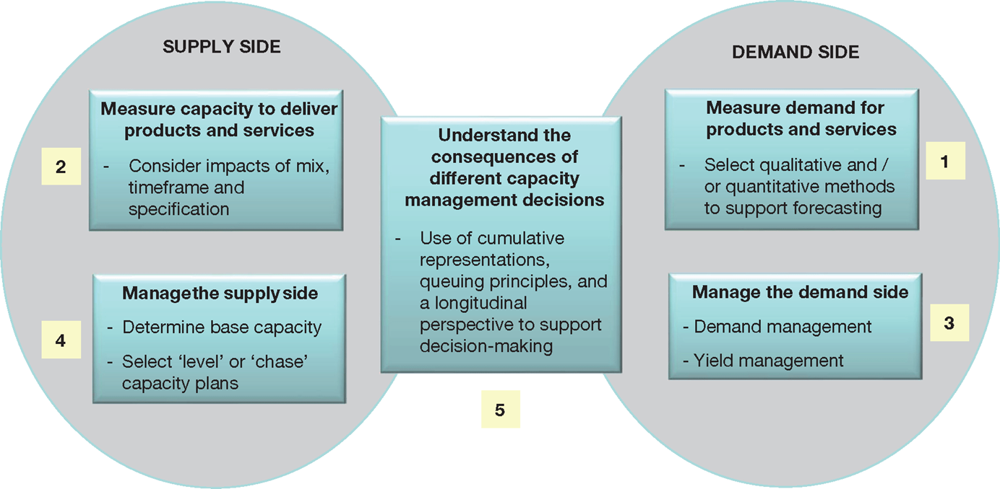 SUPPLY SIDE
Measure capacity to deliver
products and services
- Consider impacts of mix,
timeframe and
specification
2
Manage the supply side
- Determine base capacity
- Select ‘level’ or ‘chase’
capacity plans
4
Understand the
consequences of
different capacity
management decisions
- Use of cumulative
representations,
queuing principles, and
a longitudinal
perspective to support
decision-making
5
DEMAND SIDE
Measure demand for
products and services
- Select qualitative and /
or quantitative methods
to support forecasting
1
Manage the demand side
- Demand management
- Yield management
3